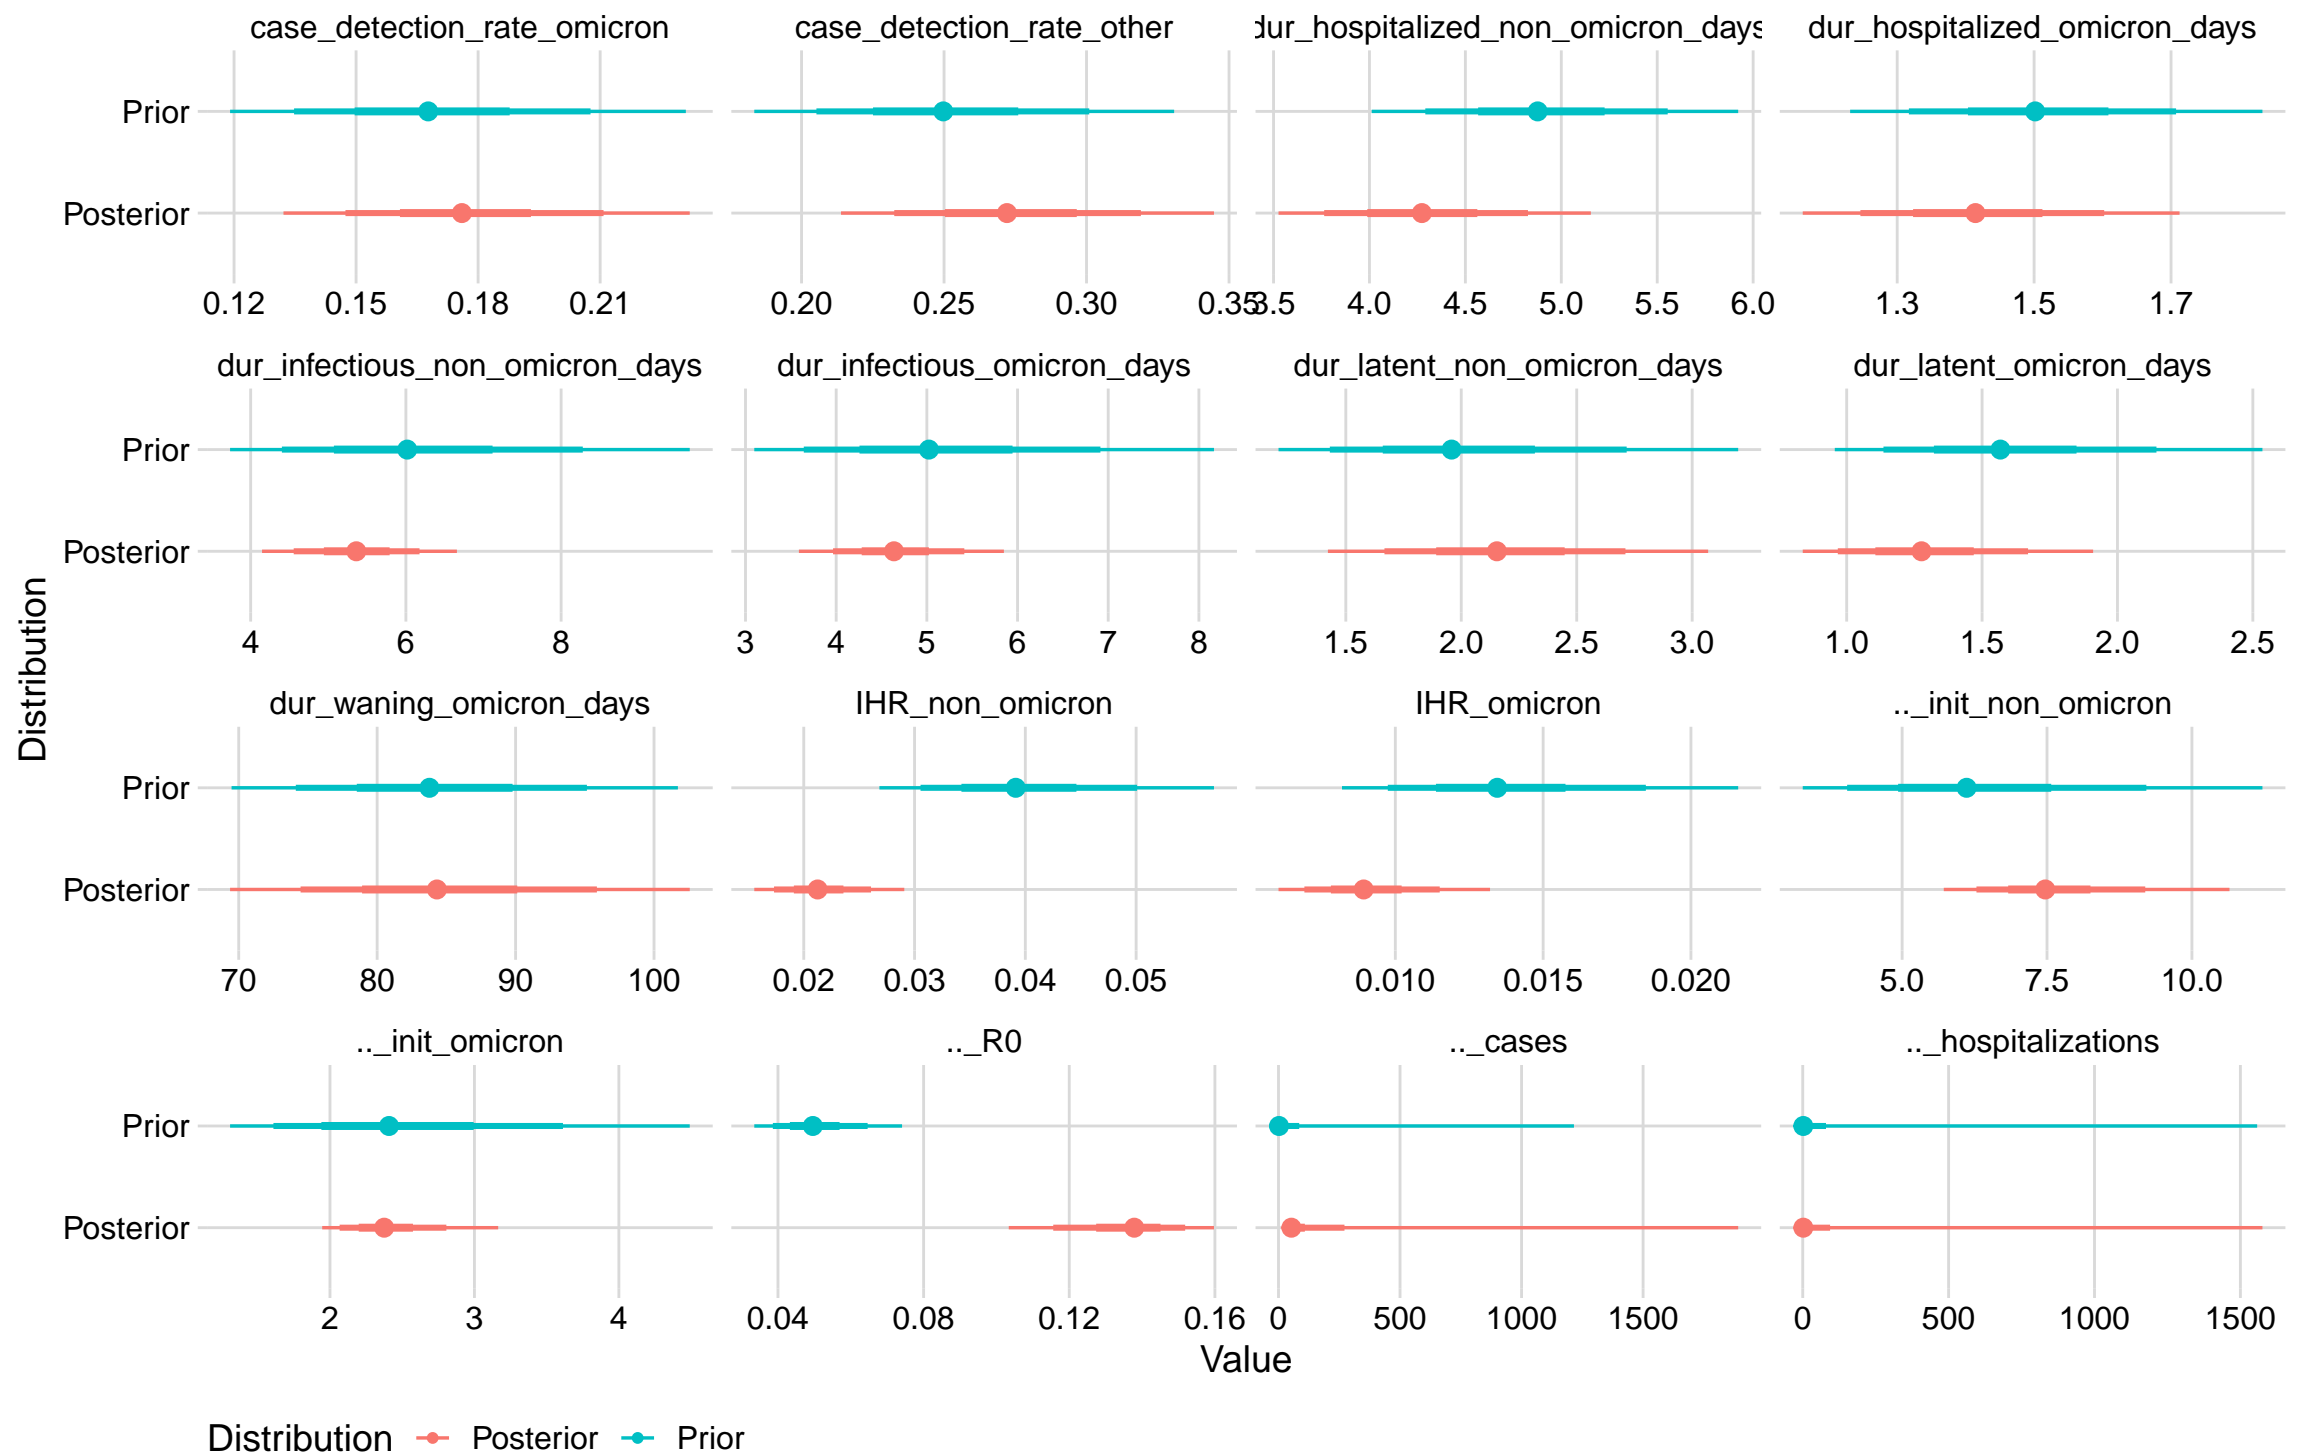 case_detection_rate_omicron case_detection_rate_other dur_hospitalized_non_omicron_days dur_hospitalized_omicron_days
Prior
Posterior
0.12 0.15 0.18 0.21 0.20 0.25 0.30 0.35 3.5 4.0 4.5 5.0 5.5 6.0 1.3 1.5 1.7
dur_infectious_non_omicron_days dur_infectious_omicron_days dur_latent_non_omicron_days dur_latent_omicron_days
Prior
Posterior
4 6 8 3 4 5 6 7 8 1.5 2.0 2.5 3.0 1.0 1.5 2.0 2.5
Distribution
dur_waning_omicron_days IHR_non_omicron IHR_omicron .._init_non_omicron
Prior
Posterior
70 80 90 100 0.02 0.03 0.04 0.05 0.010 0.015 0.020 5.0 7.5 10.0
.._init_omicron .._R0 .._cases .._hospitalizations
Prior
Posterior
2 3 4 0.04 0.08 0.12 0.16 0 500 1000 1500 0 500 1000 1500
Value
Distribution Posterior Prior